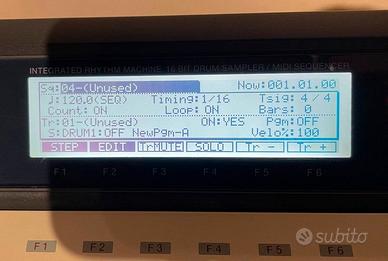 INTEGRATED RHYTHM MACHINE 16 BIT DRUM SAMPLER / MIDI SEQUENCER
Sq:04-(Unused) Now:001.01.00
J:120.0(SEQ) Timing:1/16 Tsig: 4/ 4
Count: ON Loop: ON Bars: 0
Tr:01-(Unused) ON:YES Pgm:OFF
S:DRUM1:OFF NewPgm-A Velo%:100
STEP EDIT TrMUTE SOLO Tr - Tr +
F1 F2 F3 F4 F5 F6
F1 F2 F3 F4 F5 F6
subito